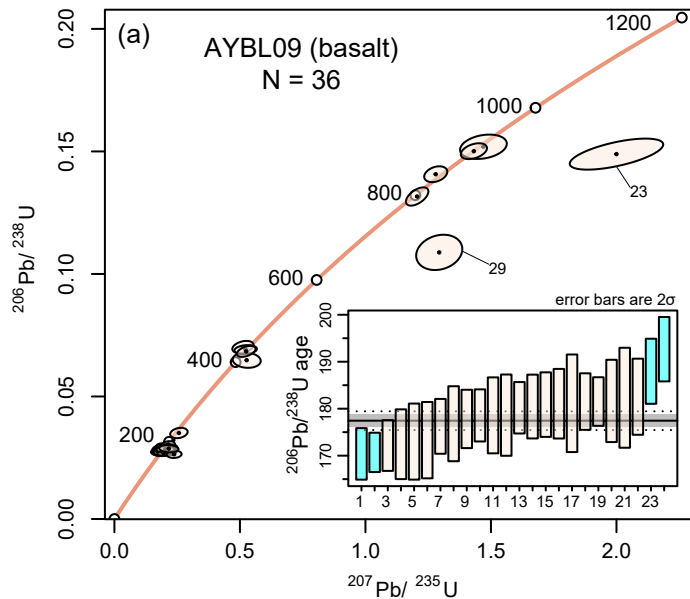 (a)
AYBL09 (basalt)
N = 36
200
400
600
800
1000
1200
23
29
0.00
0.05
0.10
0.15
0.20
206Pb/ 238U
0.0
0.5
1.0
1.5
2.0
207Pb/ 235U
error bars are 2σ
170
180
190
200
206Pb/238U age
1 3 5 7 9 11 13 15 17 19 21 23